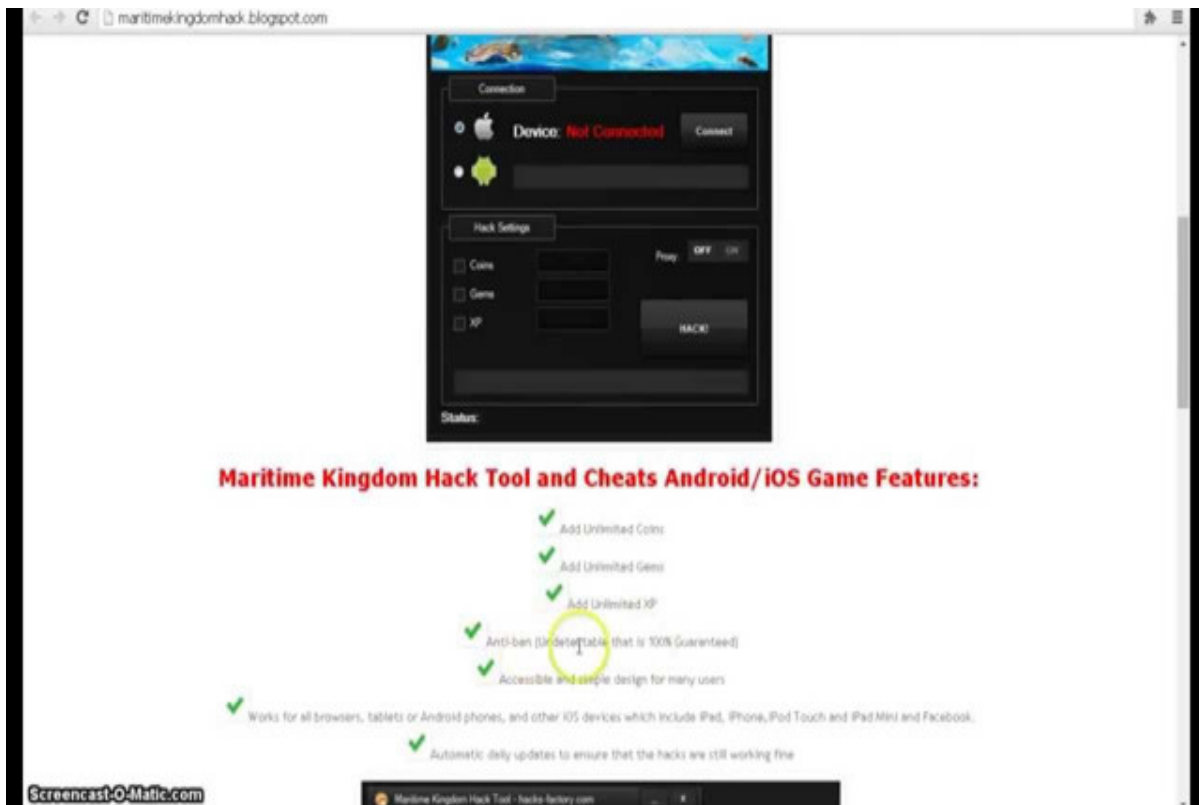 maritimekingdomhack.blogspot.com
Connection
Device: Not Connected
Connect
Hack Settings
Coins
Proxy OFF ON
Gems
XP
HACK!
Status:
Maritime Kingdom Hack Tool and Cheats Android/iOS Game Features:
Add Unlimited Coins
Add Unlimited Gems
Add Unlimited XP
Anti-ban (Undetectable that is 100% Guarenteed)
Accessible and simple design for many users
Works for all browsers, tablets or Android phones, and other iOS devices which include iPad, iPhone, iPod Touch and iPad Mini and Facebook.
Automatic daily updates to ensure that the hacks are still working fine
Maritime Kingdom Hack Tool - hacks-factory.com
Screencast-O-Matic.com